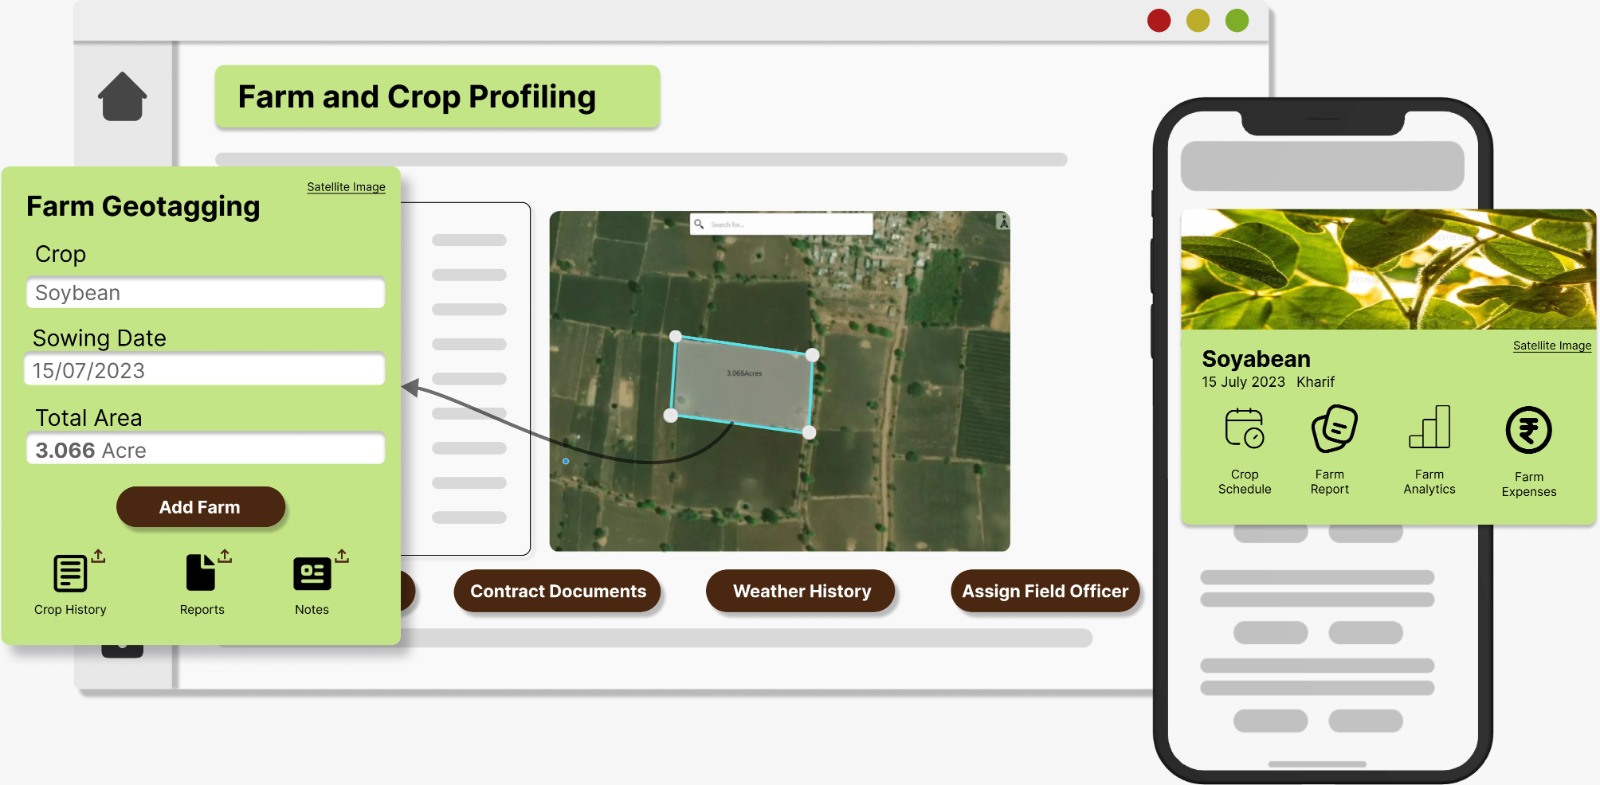 Farm and Crop Profiling
Satellite Image
Farm Geotagging
Crop
Soybean
Sowing Date
15/07/2023
Total Area
3.066 Acre
Add Farm
Crop History
Reports
Notes
Search for...
3.066Acres
Contract Documents
Weather History
Assign Field Officer
Satellite Image
Soyabean
15 July 2023 Kharif
Crop
Schedule
Farm
Report
Farm
Analytics
Farm
Expenses